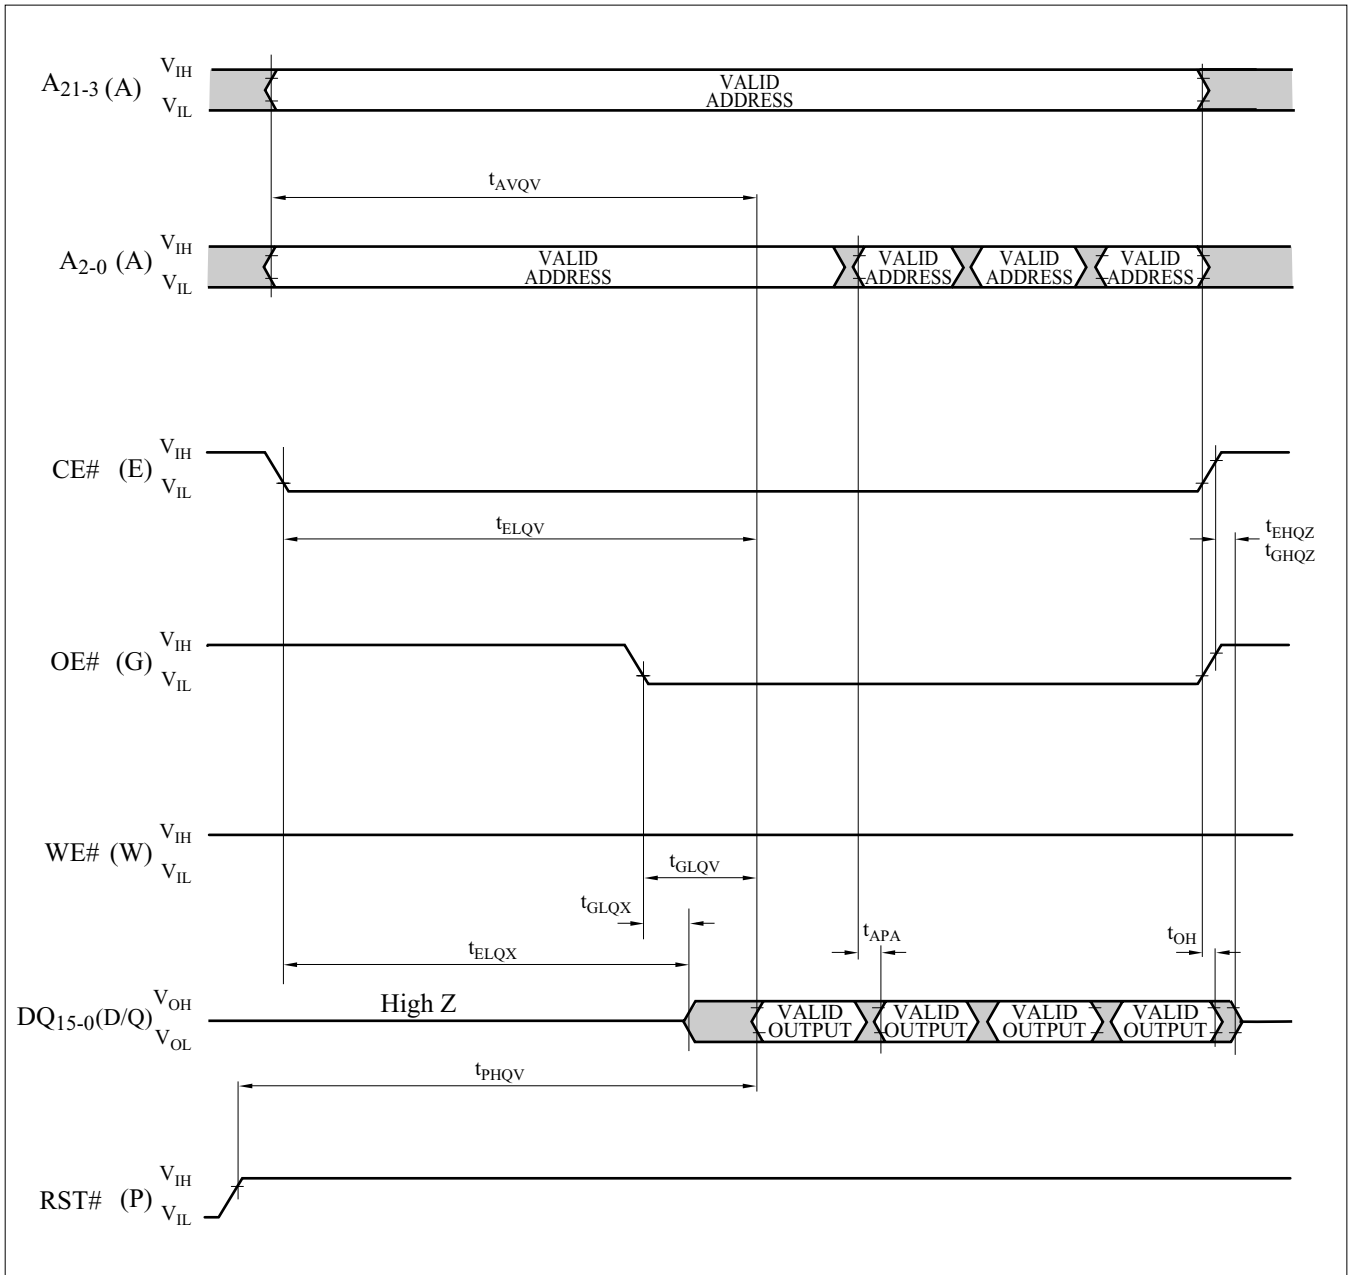 A21-3 (A) VIH VIL VALID ADDRESS
tAVQV
A2-0 (A) VIH VIL VALID ADDRESS VALID ADDRESS VALID ADDRESS VALID ADDRESS
CE# (E) VIH VIL
tELQV tEHQZ tGHQZ
OE# (G) VIH VIL
WE# (W) VIH VIL
tGLQV
tGLQX
tELQX tAPA tOH
DQ15-0(D/Q) VOH VOL High Z VALID OUTPUT VALID OUTPUT VALID OUTPUT VALID OUTPUT
tPHQV
RST# (P) VIH VIL